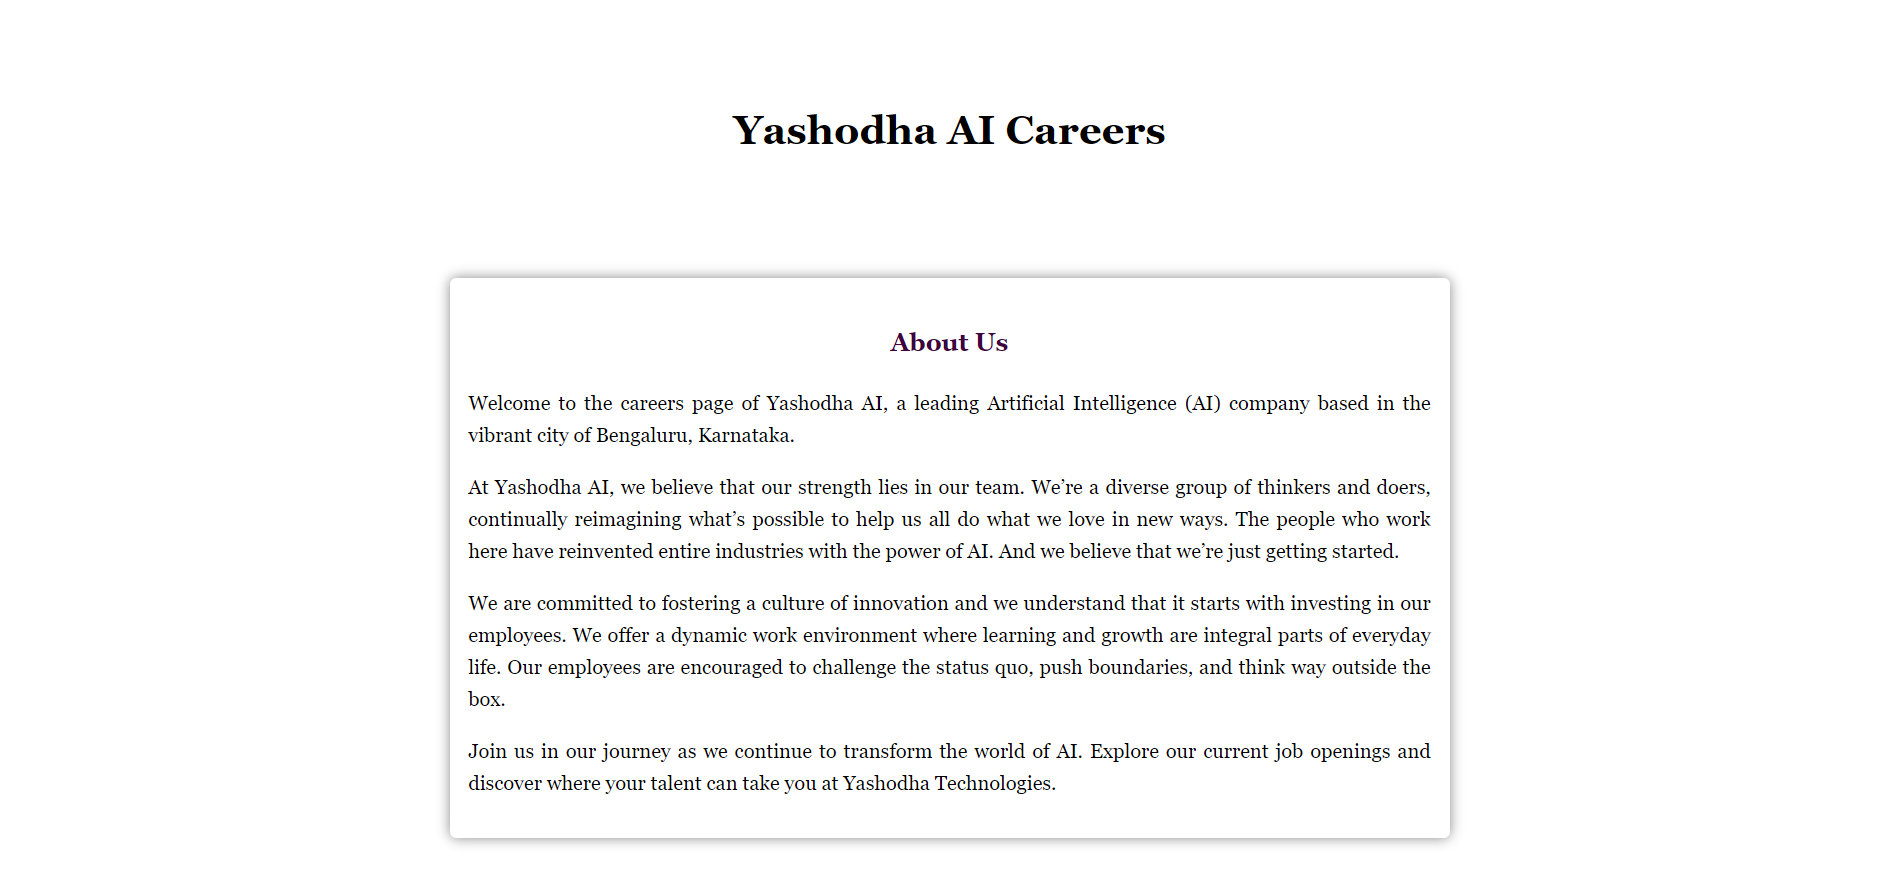 Yashodha AI Careers
About Us
Welcome to the careers page of Yashodha AI, a leading Artificial Intelligence (AI) company based in the
vibrant city of Bengaluru, Karnataka.
At Yashodha AI, we believe that our strength lies in our team. We’re a diverse group of thinkers and doers,
continually reimagining what’s possible to help us all do what we love in new ways. The people who work
here have reinvented entire industries with the power of AI. And we believe that we’re just getting started.
We are committed to fostering a culture of innovation and we understand that it starts with investing in our
employees. We offer a dynamic work environment where learning and growth are integral parts of everyday
life. Our employees are encouraged to challenge the status quo, push boundaries, and think way outside the
box.
Join us in our journey as we continue to transform the world of AI. Explore our current job openings and
discover where your talent can take you at Yashodha Technologies.